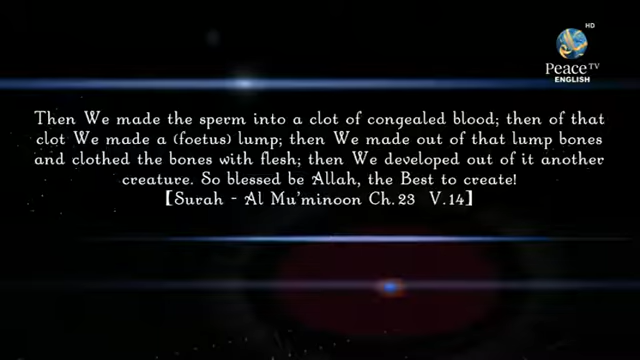 HD
Peace TV
ENGLISH
Then We made the sperm into a clot of congealed blood; then of that
clot We made a (foetus) lump; then We made out of that lump bones
and clothed the bones with flesh; then We developed out of it another
creature. So blessed be Allah, the Best to create!
[Surah - Al Mu'minoon Ch.23 V.14]